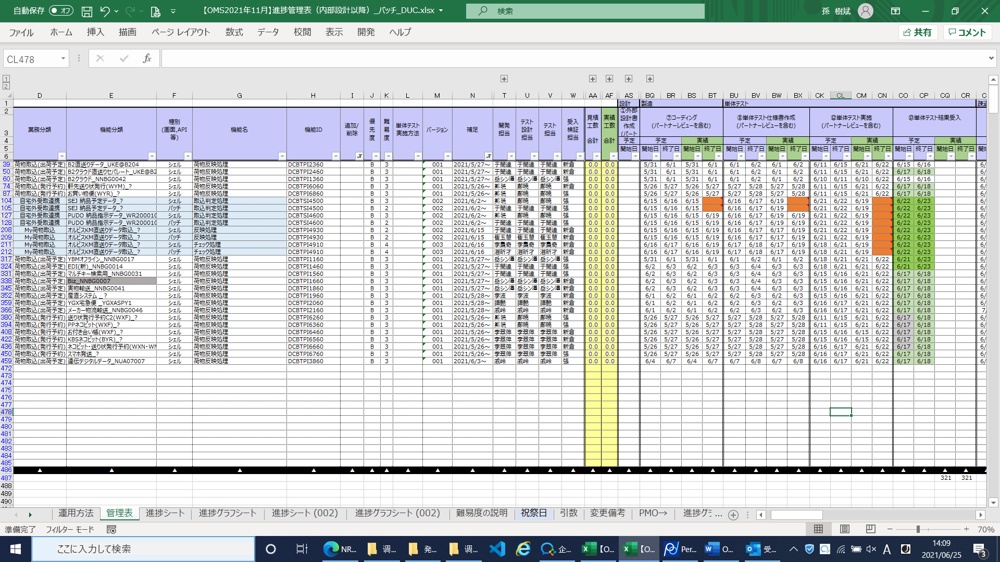 自動保存 オフ 【OMS2021年11月】進捗管理表（内部設計以降）_バッチ_DUC.xlsx 検索 孫 樹斌
ファイル ホーム 挿入 描画 ページ レイアウト 数式 データ 校閲 表示 開発 ヘルプ 共有 コメント
CL478 fx
1
2
D E F G H I J K L M N T U V W AA AF AS BQ BR BS BT BU BV BW BX CK CL CM CN CO CP CQ CR
1 設計 製造 単体テスト
2
3
4
5
6
業務分類 機能分類 種別 (画面,API 等) 機能名 機能ID 追加/ 削除 優先度 難易度 単体テスト 実施方法 バージョン 補足 開発 担当 テスト 設計 担当 テスト 担当 受入 検証 担当 見積 工数 合計 実績 工数 合計
①外部 設計書 作成 (パート ⑦コーディング (パートナーレビューを含む) ⑧単体テスト仕様書作成 (パートナーレビューを含む) ⑫単体テスト実施 (パートナーレビューを含む) ⑬単体テスト結果受入
予定 予定 実績 予定 実績 予定 実績 予定 実績
開始日 開始日 終了日 開始日 終了日 開始日 終了日 開始日 終了日 開始日 終了日 開始日 終了日 開始日 終了日 開始日 終了日
39 荷物取込(出荷予定) B2直送りデータ_UKE@B204 シェル 荷物反映処理 DCBTPI2360 B 3 001 2021/5/27～ 于間達 于間達 于間達 新倉 0.0 0.0 5/31 6/1 5/31 6/1 6/1 6/2 6/1 6/2 6/11 6/15 6/21 6/22 6/15 6/16
50 荷物取込(出荷予定) B2クラウド直送りセパレート_UKE@B2 シェル 荷物反映処理 DCBTPI2460 B 3 001 2021/5/27～ 于間達 于間達 于間達 新倉 0.0 0.0 5/31 6/1 5/31 6/1 6/1 6/2 6/1 6/2 6/11 6/15 6/21 6/22 6/17 6/18
60 荷物取込(出荷予定) B2クラウド_NNBG0042 シェル 荷物反映処理 DCBTPI1360 B 3 001 2021/5/27～ 岳シン澤 岳シン澤 岳シン澤 張 0.0 0.0 5/31 6/1 5/31 6/1 6/1 6/2 6/1 6/2 6/10 6/11 6/10 6/22 6/15 6/16
74 荷物取込(発行予約) 軒先送り状発行(WYM)_? シェル 荷物反映処理 DCBTPI6060 B 3 001 2021/5/26～ 鄭暁 鄭暁 鄭暁 新倉 0.0 0.0 5/26 5/27 5/26 5/27 5/27 5/28 5/27 5/28 6/11 6/15 6/21 6/22 6/17 6/18
87 荷物取込(発行予約) お買い物便(WYR)_? シェル 荷物反映処理 DCBTPI6860 B 3 001 2021/5/26～ 鄭暁 鄭暁 鄭暁 張 0.0 0.0 5/26 5/27 5/26 5/27 5/27 5/28 5/27 5/28 6/11 6/15 6/21 6/22 6/17 6/18
104 自宅外受取連携 SEJ 納品予定データ_? シェル 取込判定処理 DCBTSI4500 B 3 002 2021/6/2～ 鄭暁 鄭暁 鄭暁 張 0.0 0.0 6/15 6/16 6/15 6/16 6/17 6/19 6/21 6/22 6/19 6/22 6/23
105 自宅外受取連携 SEJ 納品予定データ_? バッチ 取込判定処理 DCBTSI4500 B 2 002 2021/6/2～ 于間達 于間達 于間達 張 0.0 0.0 6/15 6/16 6/15 6/16 6/17 6/19 6/21 6/22 6/19 6/22 6/23
127 自宅外受取連携 PUDO 納品指示データ_WR200010 シェル 取込判定処理 DCBTSI4600 B 3 002 2021/6/2～ 鄭暁 鄭暁 鄭暁 張 0.0 0.0 6/15 6/16 6/15 6/19 6/16 6/17 6/19 6/19 6/21 6/22 6/19 6/22 6/23
128 自宅外受取連携 PUDO 納品指示データ_WR200010 バッチ 取込判定処理 DCBTSI4600 B 2 002 2021/6/2～ 于間達 于間達 于間達 張 0.0 0.0 6/15 6/16 6/15 6/19 6/16 6/17 6/19 6/19 6/21 6/22 6/19 6/22 6/23
208 My荷物取込 オルビスKM直送りデータ取込_? シェル 反映処理 DCBTPI4930 B 2 002 2021/6/15 于間達 于間達 于間達 新倉 0.0 0.0 6/15 6/16 6/15 6/19 6/16 6/17 6/19 6/19 6/21 6/22 6/19 6/22 6/23
209 My荷物取込 オルビスKM直送りデータ取込_? バッチ 反映処理 DCBTPI4930 B 2 002 2021/6/15 崔玉慧 崔玉慧 崔玉慧 新倉 0.0 0.0 6/15 6/16 6/15 6/19 6/16 6/17 6/19 6/19 6/21 6/22 6/19 6/22 6/23
211 My荷物取込 オルビスKM直送りデータ取込_? シェル チェック処理 DCBTPI4910 B 4 003 2021/6/16 新倉 0.0 0.0 6/16 6/17 6/16 6/19 6/17 6/18 6/19 6/19 6/18 6/21 6/19 6/22 6/23
212 My荷物取込 オルビスKM直送りデータ取込_? バッチ チェック処理 DCBTPI4910 B 4 003 2021/6/16 湛昕才 湛昕才 湛昕才 新倉 0.0 0.0 6/16 6/17 6/16 6/19 6/17 6/18 6/17 6/19 6/18 6/21 6/19 6/22 6/23
317 荷物取込(出荷予定) YBMオフライン_NNBG0017 シェル 荷物反映処理 DCBTPI1160 B 3 001 2021/5/27～ 岳シン澤 岳シン澤 岳シン澤 張 0.0 0.0 5/31 6/1 5/31 6/1 6/1 6/2 6/1 6/2 6/18 6/21 6/21 6/22 6/21 6/23
324 荷物取込(出荷予定) EDI(新)_NNBG0014 シェル 荷物反映処理 DCBTPI1460 B 3 001 2021/5/27～ 于間達 于間達 于間達 張 0.0 0.0 6/2 6/3 6/2 6/3 6/3 6/4 6/3 6/3 6/18 6/21 6/21 6/22 6/21 6/23
331 荷物取込(出荷予定) マルチキー検索用_NNBG0031 シェル 荷物反映処理 DCBTPI1560 B 3 001 2021/5/27～ 于間達 于間達 于間達 張 0.0 0.0 6/2 6/3 6/2 6/3 6/3 6/4 6/3 6/3 6/15 6/16 6/21 6/22 6/17 6/18
338 荷物取込(出荷予定) Biz_NNBG0007 シェル 荷物反映処理 DCBTPI1660 B 3 001 2021/5/27～ 岳シン澤 岳シン澤 岳シン澤 新倉 0.0 0.0 6/2 6/3 6/2 6/3 6/3 6/4 6/3 6/3 6/15 6/16 6/21 6/22 6/17 6/18
345 荷物取込(出荷予定) 実物輸送_NNBG0041 シェル 荷物反映処理 DCBTPI1860 B 3 001 2021/5/27～ 岳シン澤 岳シン澤 岳シン澤 新倉 0.0 0.0 6/2 6/3 6/2 6/3 6/3 6/4 6/3 6/3 6/15 6/16 6/21 6/22 6/17 6/18
352 荷物取込(出荷予定) 産直システム _ ? シェル 荷物反映処理 DCBTPI1960 B 3 001 2021/5/28～ 李波 李波 李波 新倉 0.0 0.0 6/1 6/2 6/1 6/2 6/2 6/3 6/2 6/3 6/15 6/16 6/21 6/22 6/17 6/18
359 荷物取込(出荷予定) YGX宅急便 _YGXASPY1 シェル 荷物反映処理 DCBTPI2060 B 3 001 2021/5/28～ 新倉 0.0 0.0 6/1 6/2 6/1 6/2 6/2 6/3 6/2 6/3 6/16 6/17 6/21 6/22 6/17 6/18
366 荷物取込(出荷予定) メーカー物流輸送_NNBG0046 シェル 荷物反映処理 DCBTPI2160 B 3 001 2021/5/28～ 戚岭 戚岭 戚岭 新倉 0.0 0.0 6/1 6/2 6/1 6/2 6/2 6/3 6/2 6/3 6/16 6/17 6/21 6/22 6/17 6/18
380 荷物取込(発行予約) 送り状発行予約C2(WXF)_? シェル 荷物反映処理 DCBTPI6260 B 3 001 2021/5/26～ 鄭暁 鄭暁 鄭暁 張 0.0 0.0 5/26 5/27 5/26 5/27 5/27 5/28 5/27 5/28 6/11 6/15 6/21 6/22 6/17 6/18
394 荷物取込(発行予約) PPネコピット(WXF)_? シェル 荷物反映処理 DCBTPI6360 B 3 001 2021/5/26～ 鄭暁 鄭暁 鄭暁 張 0.0 0.0 5/26 5/27 5/26 5/27 5/27 5/28 5/27 5/28 6/11 6/15 6/21 6/22 6/17 6/18
408 荷物取込(発行予約) お付き合い帳(WXF)_? シェル 荷物反映処理 DCBTPI6460 B 3 001 2021/5/26～ 李翠萍 李翠萍 李翠萍 新倉 0.0 0.0 5/26 5/27 5/26 5/27 5/27 5/28 5/27 5/28 6/15 6/16 6/15 6/22 6/17 6/18
422 荷物取込(発行予約) KBSネコピット(BYR)_? シェル 荷物反映処理 DCBTPI6560 B 3 001 2021/5/26～ 李翠萍 李翠萍 李翠萍 新倉 0.0 0.0 5/26 5/27 5/26 5/27 5/27 5/28 5/27 5/28 6/15 6/16 6/21 6/22 6/17 6/18
436 荷物取込(発行予約) ネコピット・送り状発行予約(WXN・WN シェル 荷物反映処理 DCBTPI6660 B 3 001 2021/5/26～ 李翠萍 李翠萍 李翠萍 新倉 0.0 0.0 5/26 5/27 5/26 5/27 5/27 5/28 5/27 5/28 6/16 6/17 6/21 6/22 6/17 6/18
450 荷物取込(発行予約) スマホ発送_? シェル 荷物反映処理 DCBTPI6760 B 3 001 2021/5/26～ 李翠萍 李翠萍 李翠萍 張 0.0 0.0 5/26 5/27 5/26 5/27 5/27 5/28 5/27 5/28 6/16 6/17 6/21 6/22 6/17 6/18
459 荷物取込(出荷予定) 連伝デジタルデータ_NUA07007 シェル 荷物反映処理 DCBTPI3860 B 3 001 2021/6/3～ 戚岭 戚岭 戚岭 張 0.0 0.0 6/4 6/7 6/4 6/7 6/7 6/8 6/7 6/8 6/16 6/17 6/21 6/22 6/17 6/18
472
473
474
475
476
477
478
479
480
481
482
483
484
485
486
487 321 321
488
489
490
運用方法 管理表 進捗シート 進捗グラフシート 進捗シート (002) 進捗グラフシート (002) 難易度の説明 祝祭日 引数 変更備考 PMO→ 進捗グラ ...
準備完了 フィルター モード 70%
ここに入力して検索 NR... 调... 発... 调... 企... 【O... 【O... Per... O... 受... A 14:09
2021/06/25 3